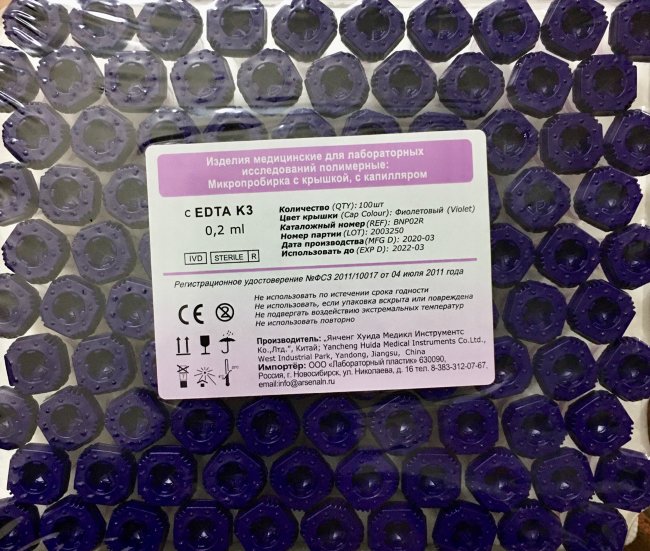 Изделия медицинские для лабораторных
исследований полимерные:
Микропробирка с крышкой, с капилляром
с EDTA K3
0,2 ml
IVD STERILE R
Количество (QTY): 100шт
Цвет крышки (Cap Colour): Фиолетовый (Violet)
Каталожный номер (REF): BNP02R
Номер партии (LOT): 2003250
Дата производства (MFG D): 2020-03
Использовать до (EXP D): 2022-03
Регистрационное удостоверение №ФСЗ 2011/10017 от 04 июля 2011 года
CE
Не использовать по истечении срока годности
Не использовать, если упаковка вскрыта или повреждена
Не подвергать воздействию экстремальных температур
Не использовать повторно
Производитель: „Янченг Хуида Медикл Инструментс
Ко.,Лтд.", Китай; Yancheng Huida Medical Instruments Co.,Ltd.,
West Industrial Park, Yandong, Jiangsu, China
Импортёр: ООО «Лабораторный пластик» 630090,
Россия, г. Новосибирск, ул. Николаева, д. 16 тел. 8-383-312-07-67,
email:info@arsenain.ru